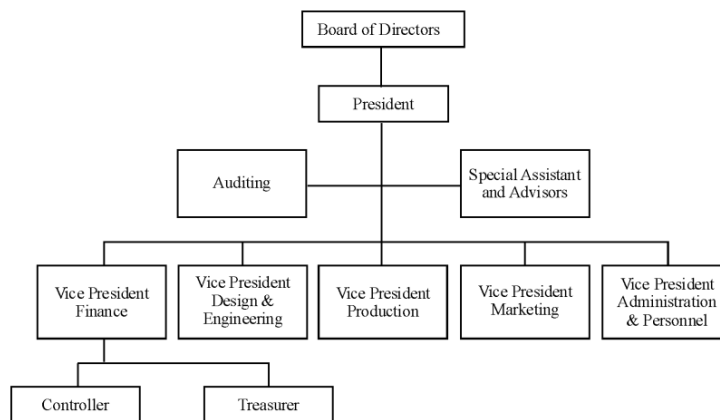 Board of Directors
President
Auditing
Special Assistant
and Advisors
Vice President
Finance
Vice President
Design &
Engineering
Vice President
Production
Vice President
Marketing
Vice President
Administration
& Personnel
Controller
Treasurer